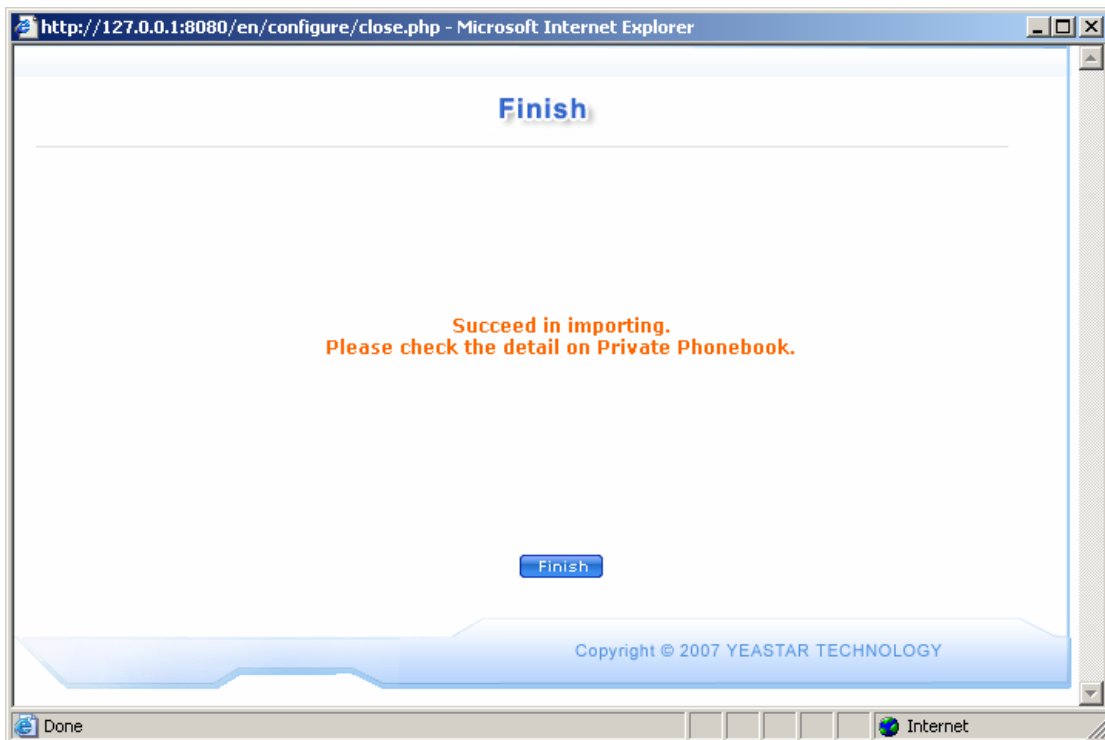 http://127.0.0.1:8080/en/configure/close.php - Microsoft Internet Explorer
Finish
Succeed in importing.
Please check the detail on Private Phonebook.
Finish
Copyright © 2007 YEASTAR TECHNOLOGY
Done
Internet